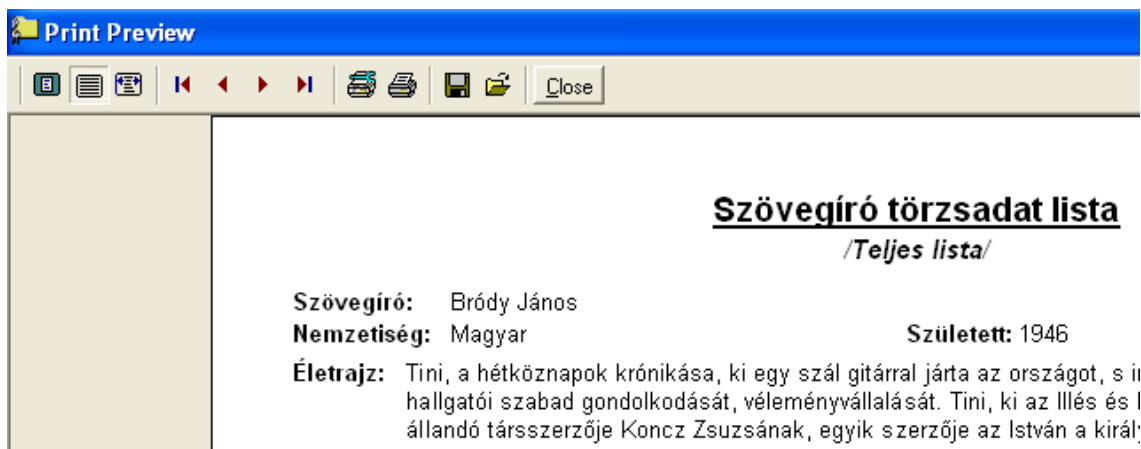 Print Preview
Close
Szövegíró törzsadat lista
/Teljes lista/
Szövegíró: Bródy János
Nemzetiség: Magyar Született: 1946
Életrajz: Tini, a hétköznapok krónikása, ki egy szál gitárral járta az országot, s
hallgatói szabad gondolkodását, véleményvállalását. Tini, ki az Illés és
állandó társszerzője Koncz Zsuzsának, egyik szerzője az István a király